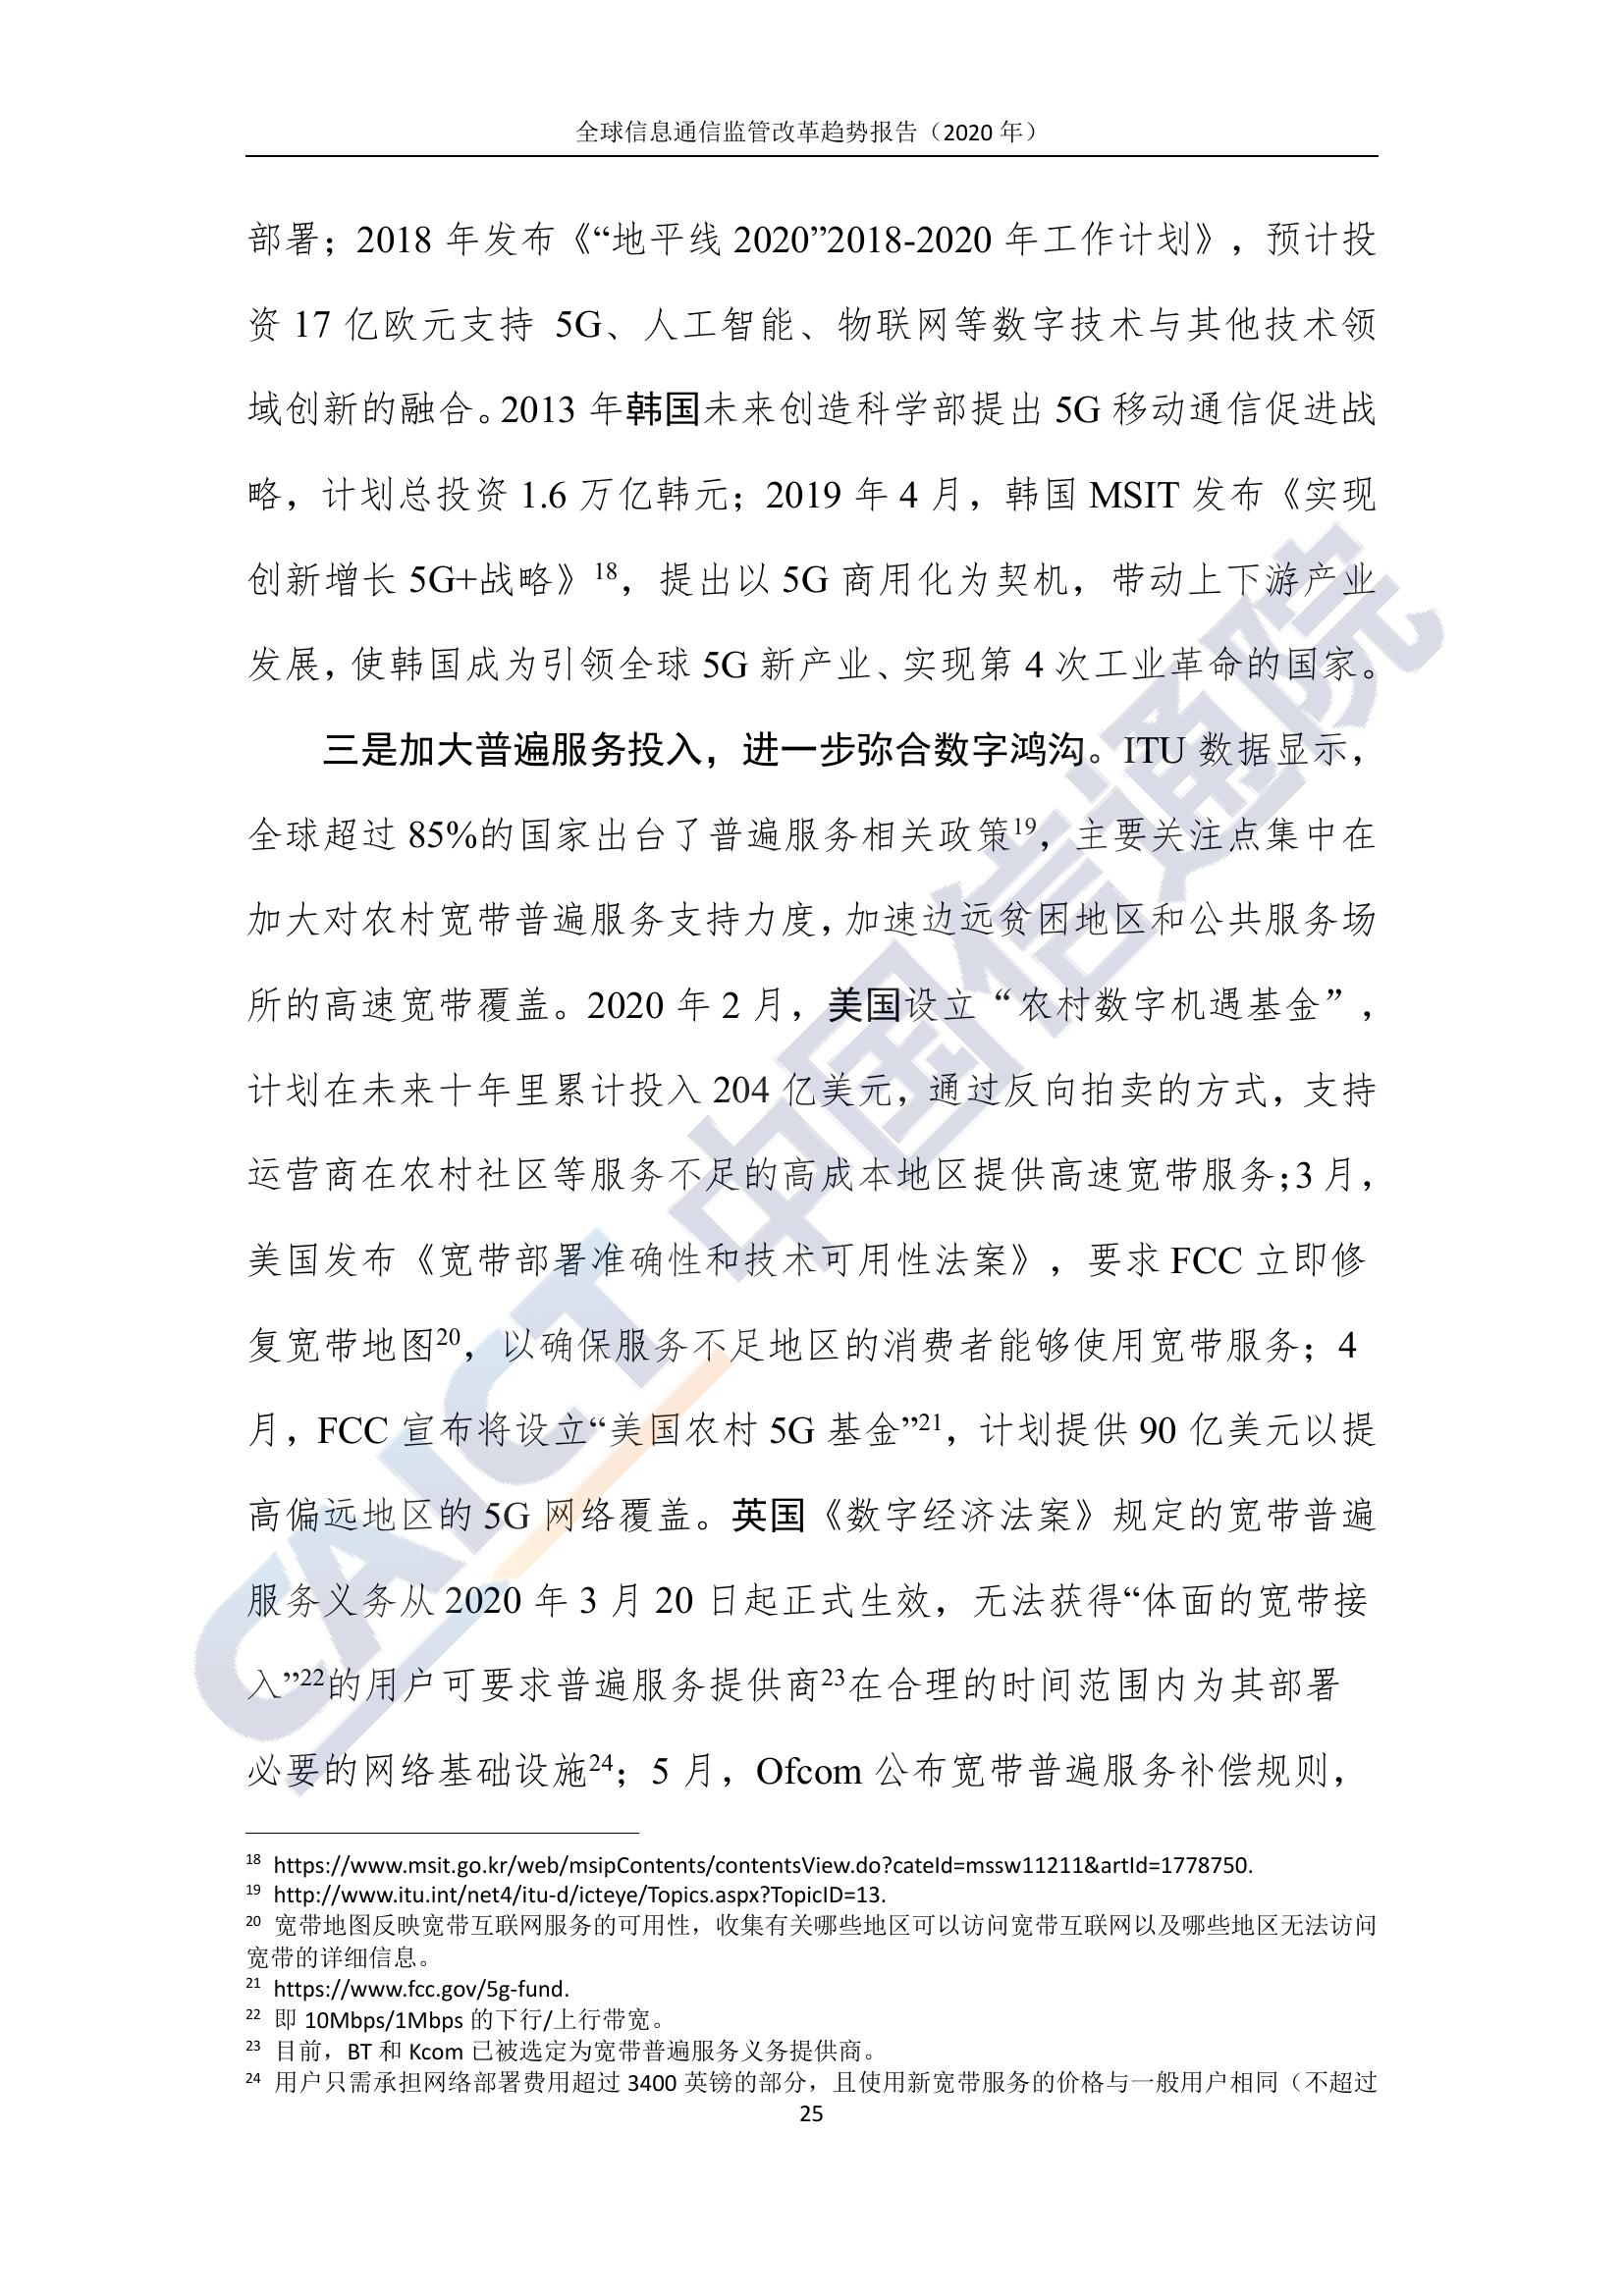 全球信息通信监管改革趋势报告（2020 年）
部署；2018 年发布《“地平线 2020”2018-2020 年工作计划》，预计投
资 17 亿欧元支持 5G、人工智能、物联网等数字技术与其他技术领
域创新的融合。2013 年韩国未来创造科学部提出 5G 移动通信促进战
略，计划总投资 1.6 万亿韩元；2019 年 4 月，韩国 MSIT 发布《实现
创新增长 5G+战略》18，提出以 5G 商用化为契机，带动上下游产业
发展，使韩国成为引领全球 5G 新产业、实现第 4 次工业革命的国家。
三是加大普遍服务投入，进一步弥合数字鸿沟。ITU 数据显示，
全球超过 85%的国家出台了普遍服务相关政策19，主要关注点集中在
加大对农村宽带普遍服务支持力度，加速边远贫困地区和公共服务场
所的高速宽带覆盖。2020 年 2 月，美国设立“农村数字机遇基金”，
计划在未来十年里累计投入 204 亿美元，通过反向拍卖的方式，支持
运营商在农村社区等服务不足的高成本地区提供高速宽带服务；3 月，
美国发布《宽带部署准确性和技术可用性法案》，要求 FCC 立即修
复宽带地图20，以确保服务不足地区的消费者能够使用宽带服务；4
月，FCC 宣布将设立“美国农村 5G 基金”21，计划提供 90 亿美元以提
高偏远地区的 5G 网络覆盖。英国《数字经济法案》规定的宽带普遍
服务义务从 2020 年 3 月 20 日起正式生效，无法获得“体面的宽带接
入”22的用户可要求普遍服务提供商23在合理的时间范围内为其部署
必要的网络基础设施24；5 月，Ofcom 公布宽带普遍服务补偿规则，
18 https://www.msit.go.kr/web/msipContents/contentsView.do?cateId=mssw11211&artId=1778750.
19 http://www.itu.int/net4/itu-d/icteye/Topics.aspx?TopicID=13.
20 宽带地图反映宽带互联网服务的可用性，收集有关哪些地区可以访问宽带互联网以及哪些地区无法访问
宽带的详细信息。
21 https://www.fcc.gov/5g-fund.
22 即 10Mbps/1Mbps 的下行/上行带宽。
23 目前，BT 和 Kcom 已被选定为宽带普遍服务义务提供商。
24 用户只需承担网络部署费用超过 3400 英镑的部分，且使用新宽带服务的价格与一般用户相同（不超过
25
CAICT 中国信通院